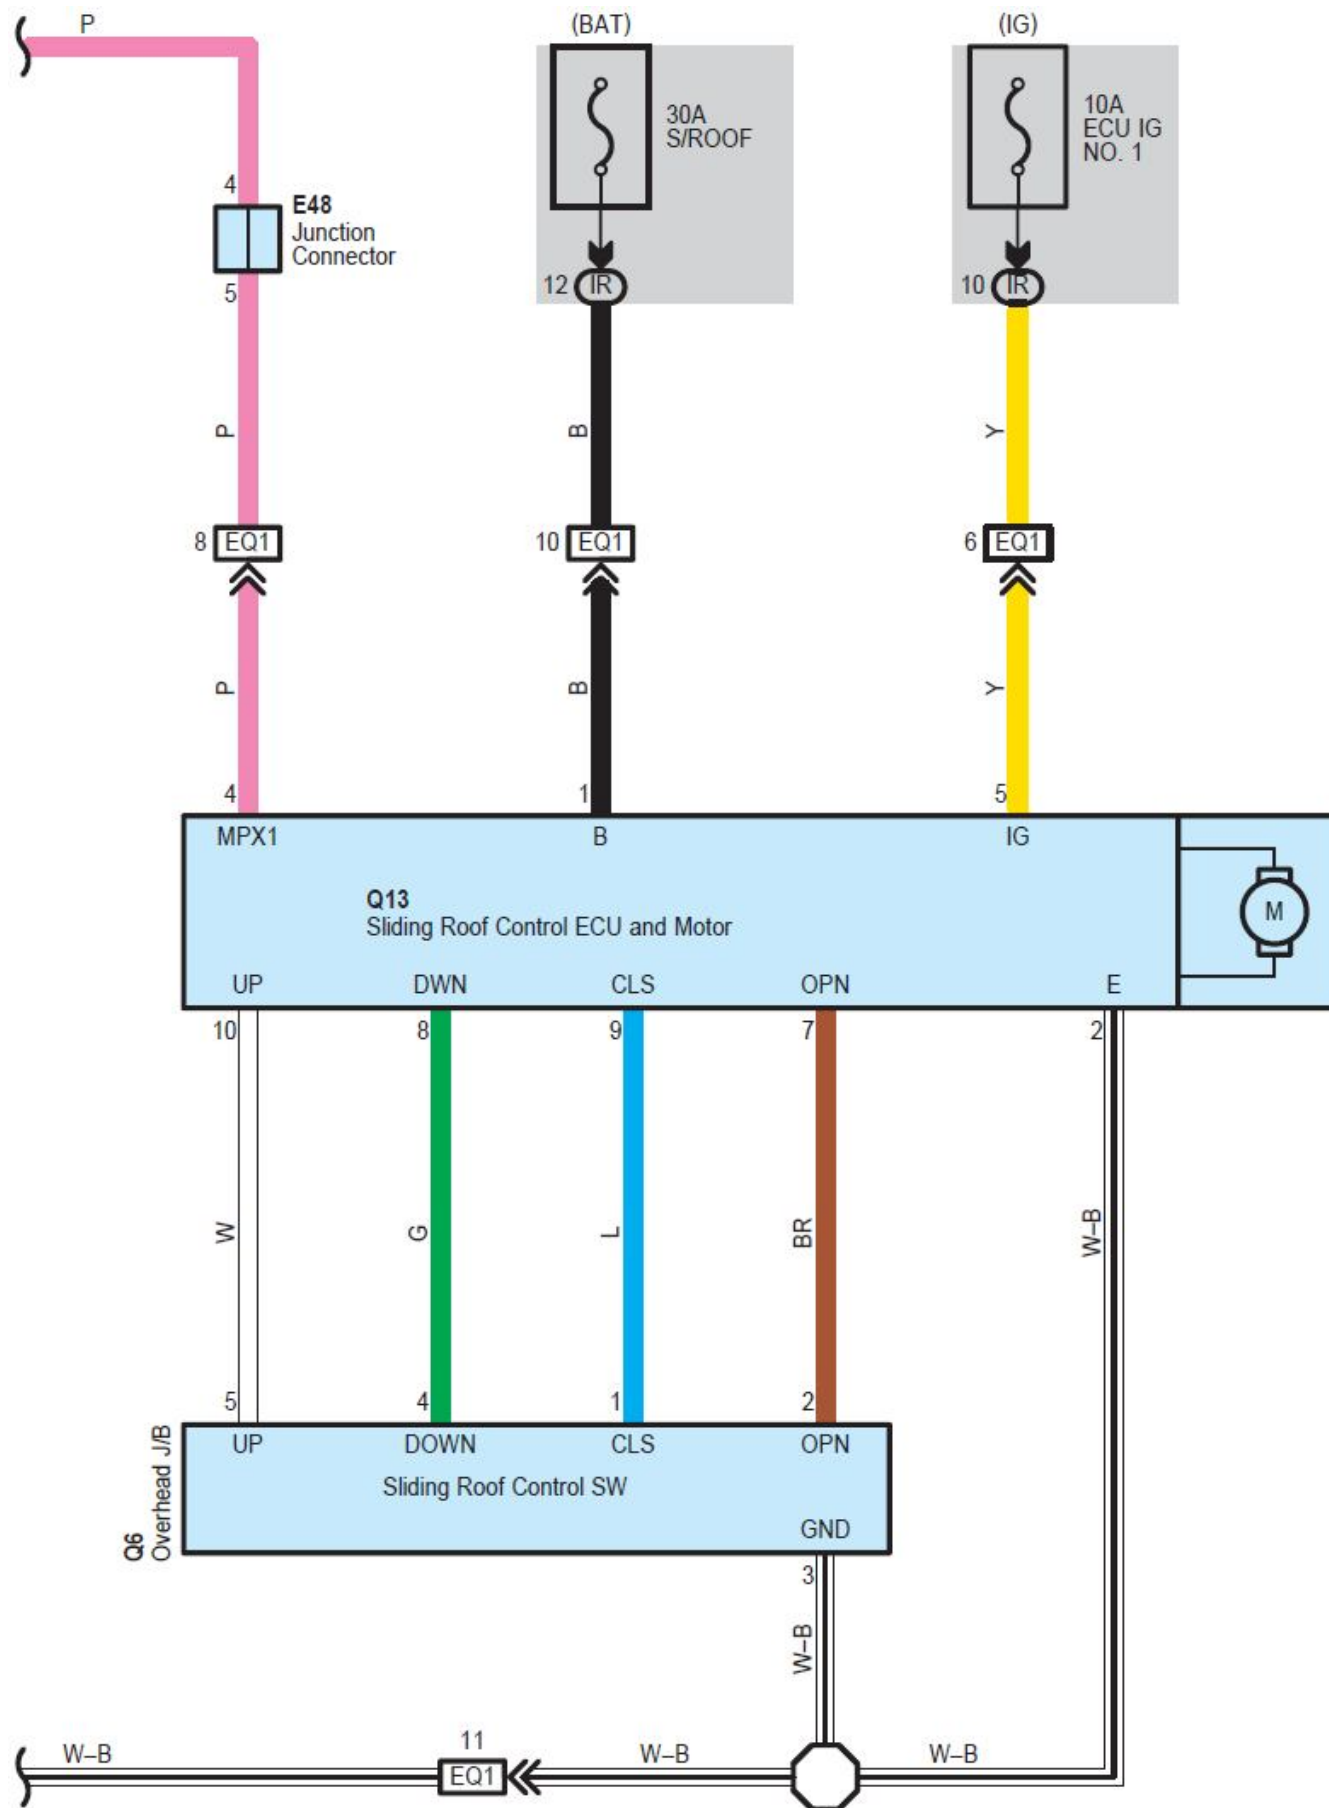 P
(BAT)
(IG)
30A
S/ROOF
10A
ECU IG
NO. 1
4
E48
Junction
Connector
5
12 IR
10 IR
P
B
Y
8 EQ1
10 EQ1
6 EQ1
P
B
Y
4
1
5
MPX1
B
IG
Q13
Sliding Roof Control ECU and Motor
M
UP
DWN
CLS
OPN
E
10
8
9
7
2
W
G
L
BR
W–B
5
4
1
2
UP
DOWN
CLS
OPN
Sliding Roof Control SW
GND
Q6
Overhead J/B
3
W–B
W–B
11
EQ1
W–B
W–B